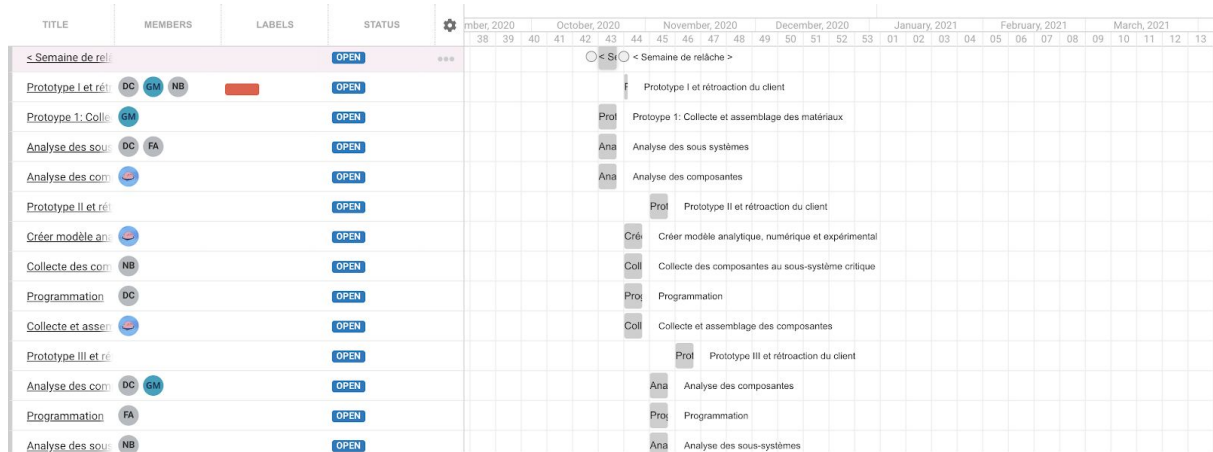 TITLE MEMBERS LABELS STATUS mber, 2020 October, 2020 November, 2020 December, 2020 January, 2021 February, 2021 March, 2021
38 39 40 41 42 43 44 45 46 47 48 49 50 51 52 53 01 02 03 04 05 06 07 08 09 10 11 12 13
< Semaine de relâ OPEN < Se < Semaine de relâche >
Prototype I et rét DC GM NB OPEN F Prototype I et rétroaction du client
Protoype 1: Colle GM OPEN Prot Protoype 1: Collecte et assemblage des matériaux
Analyse des sous DC FA OPEN Ana Analyse des sous systèmes
Analyse des com OPEN Ana Analyse des composantes
Prototype II et rét OPEN Prot Prototype II et rétroaction du client
Créer modèle ana OPEN Cré Créer modèle analytique, numérique et expérimental
Collecte des com NB OPEN Coll Collecte des composantes au sous-système critique
Programmation DC OPEN Prog Programmation
Collecte et assen OPEN Coll Collecte et assemblage des composantes
Prototype III et ré OPEN Prot Prototype III et rétroaction du client
Analyse des com DC GM OPEN Ana Analyse des composantes
Programmation FA OPEN Prog Programmation
Analyse des sous NB OPEN Ana Analyse des sous-systèmes